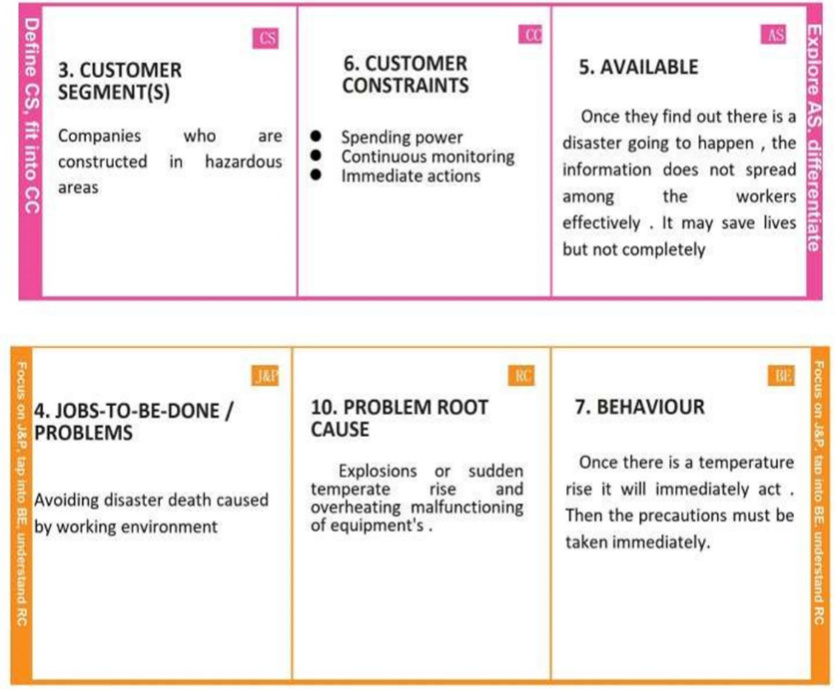 Define CS, fit into CC
CS
3. CUSTOMER
SEGMENT(S)
Companies who are
constructed in hazardous
areas
CC
6. CUSTOMER
CONSTRAINTS
● Spending power
● Continuous monitoring
● Immediate actions
AS
5. AVAILABLE
Once they find out there is a
disaster going to happen , the
information does not spread
among the workers
effectively . It may save lives
but not completely
Explore AS, differentiate
Focus on J&P, tap into BE, understand RC
J&P
4. JOBS-TO-BE-DONE /
PROBLEMS
Avoiding disaster death caused
by working environment
RC
10. PROBLEM ROOT
CAUSE
Explosions or sudden
temperate rise and
overheating malfunctioning
of equipment's .
BE
7. BEHAVIOUR
Once there is a temperature
rise it will immediately act .
Then the precautions must be
taken immediately.
Focus on J&P, tap into BE, understand RC